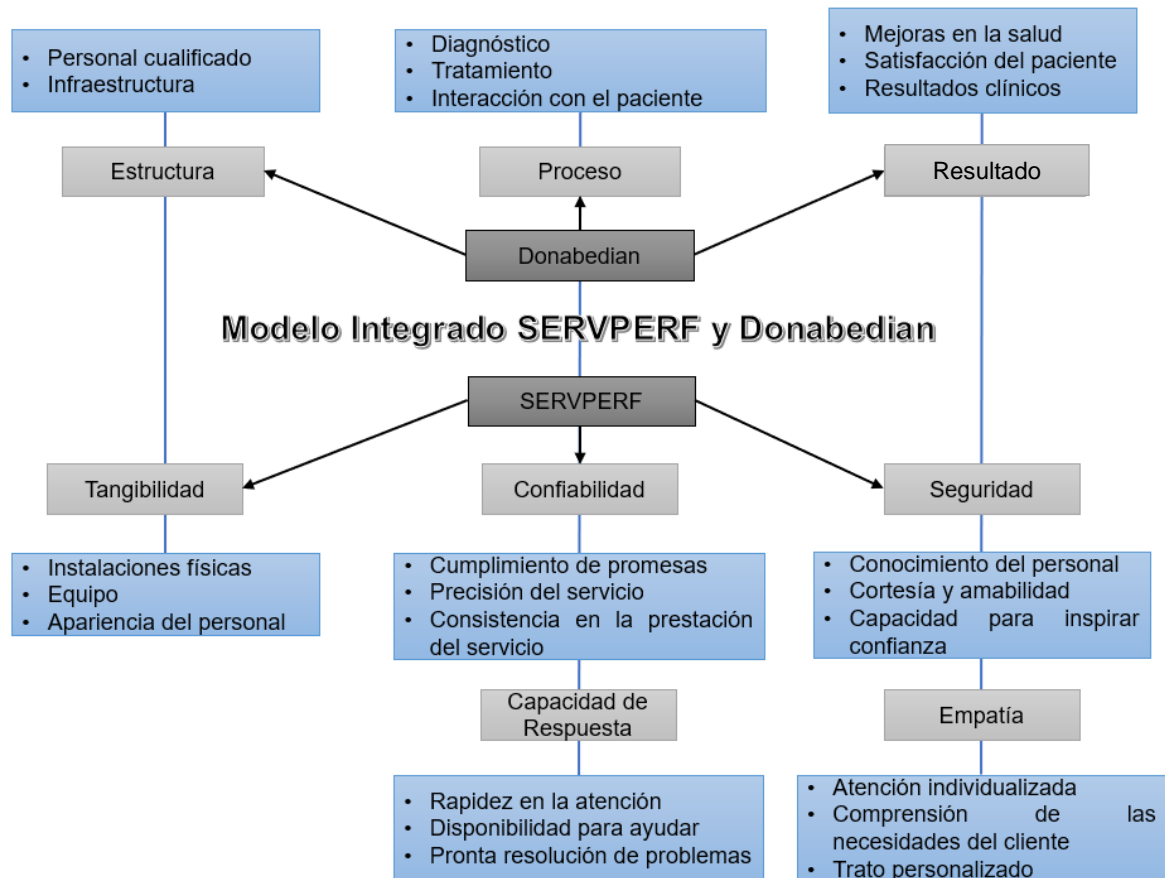 • Personal cualificado
• Infraestructura
• Diagnóstico
• Tratamiento
• Interacción con el paciente
• Mejoras en la salud
• Satisfacción del paciente
• Resultados clínicos
Estructura
Proceso
Resultado
Donabedian
Modelo Integrado SERVPERF y Donabedian
SERVPERF
Tangibilidad
Confiabilidad
Seguridad
• Instalaciones físicas
• Equipo
• Apariencia del personal
• Cumplimiento de promesas
• Precisión del servicio
• Consistencia en la prestación
del servicio
• Conocimiento del personal
• Cortesía y amabilidad
• Capacidad para inspirar
confianza
Capacidad de
Respuesta
Empatía
• Rapidez en la atención
• Disponibilidad para ayudar
• Pronta resolución de problemas
• Atención individualizada
• Comprensión de las
necesidades del cliente
• Trato personalizado